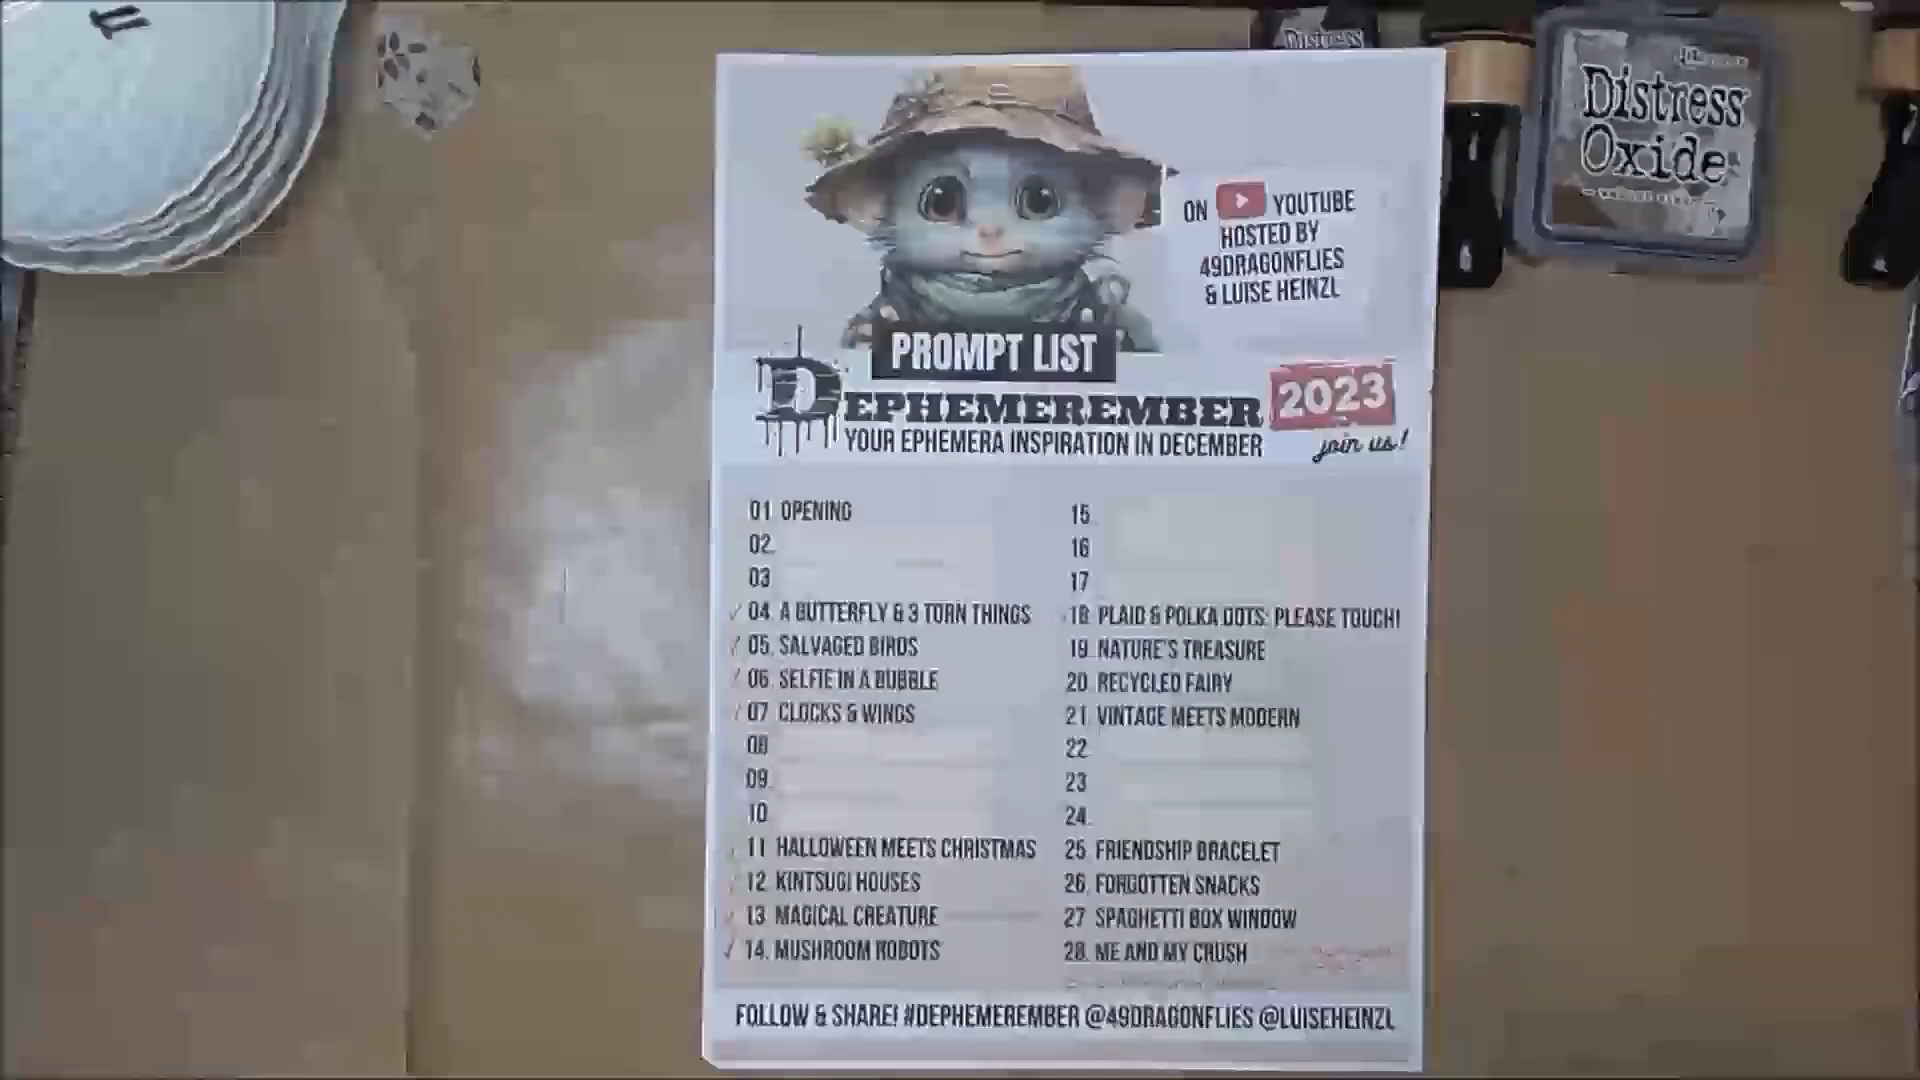 Distress
Distress
Oxide
ON YOUTUBE
HOSTED BY
49DRAGONFLIES
& LUISE HEINZL
PROMPT LIST
DEPHEMEREMBER 2023
YOUR EPHEMERA INSPIRATION IN DECEMBER join us!
01 OPENING
02.
03
04. A BUTTERFLY & 3 TORN THINGS
05. SALVAGED BIRDS
06. SELFIE IN A BUBBLE
07 CLOCKS & WINGS
08
09.
10
11 HALLOWEEN MEETS CHRISTMAS
12. KINTSUGI HOUSES
13. MAGICAL CREATURE
14. MUSHROOM ROBOTS
15.
16
17
18. PLAID & POLKA DOTS: PLEASE TOUCH!
19. NATURE'S TREASURE
20. RECYCLED FAIRY
21. VINTAGE MEETS MODERN
22
23
24.
25. FRIENDSHIP BRACELET
26. FORGOTTEN SNACKS
27 SPAGHETTI BOX WINDOW
28. ME AND MY CRUSH
FOLLOW & SHARE! #DEPHEMEREMBER @49DRAGONFLIES @LUISEHEINZL